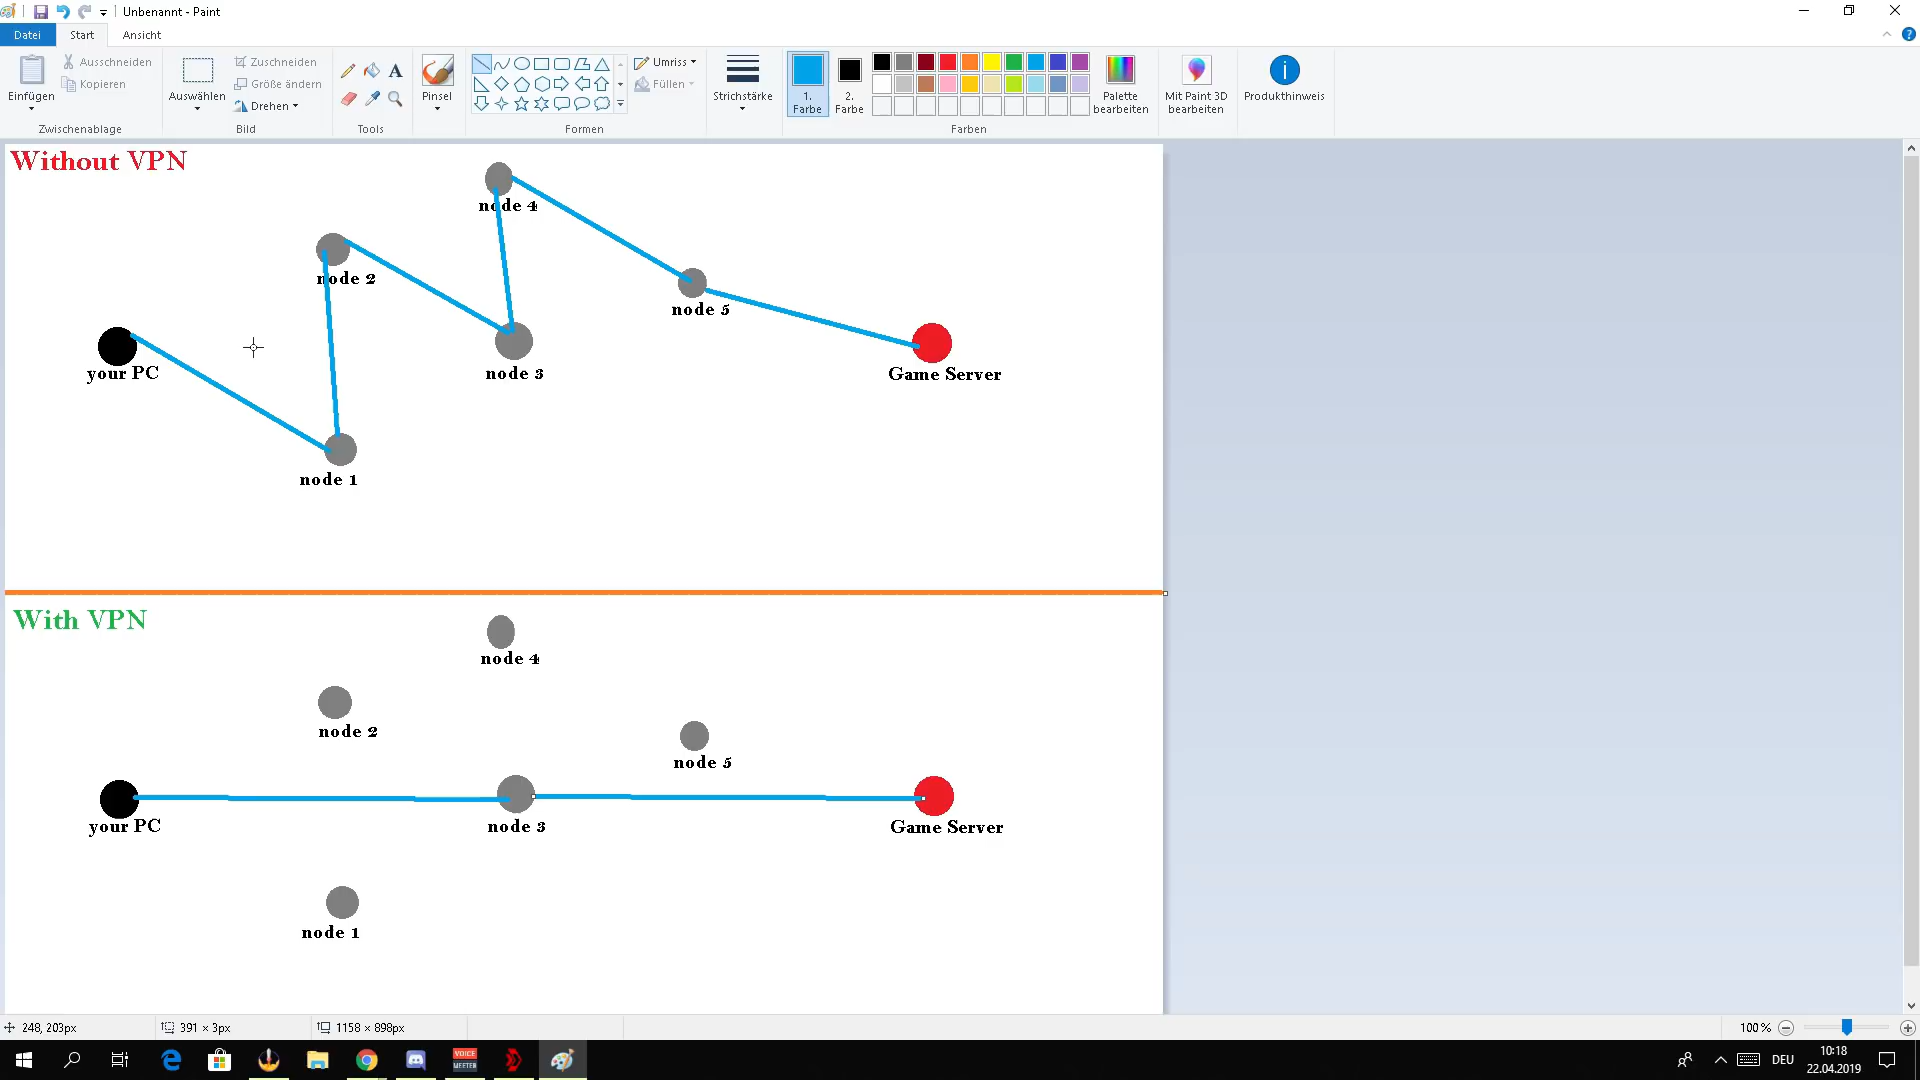 Unbenannt - Paint
Datei Start Ansicht
Einfügen
Ausschneiden
Kopieren
Zwischenablage
Auswählen
Zuschneiden
Größe ändern
Drehen
Bild
Tools
Pinsel
Formen
Umriss
Füllen
Strichstärke
1. Farbe
2. Farbe
Farben
Palette bearbeiten
Mit Paint 3D bearbeiten
Produkthinweis
Without VPN
node 4
node 2
node 5
your PC
node 3
Game Server
node 1
With VPN
node 4
node 2
node 5
your PC
node 3
Game Server
node 1
248, 203px 391 × 3px 1158 × 898px 100%
VOICE
MEETER
DEU
10:18
22.04.2019